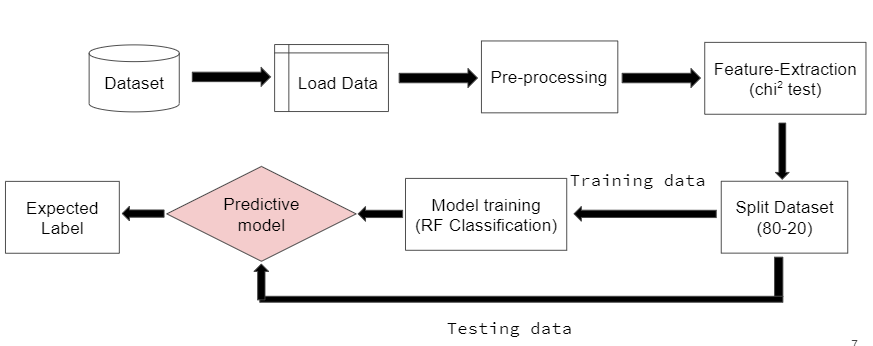 Dataset
Load Data
Pre-processing
Feature-Extraction
(chi² test)
Training data
Expected
Label
Predictive
model
Model training
(RF Classification)
Split Dataset
(80-20)
Testing data
7